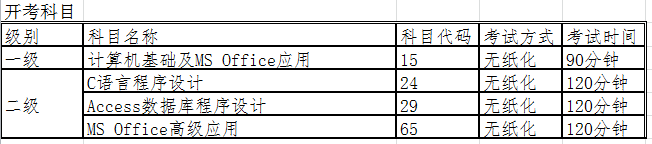 开考科目
级别 科目名称 科目代码 考试方式 考试时间
一级 计算机基础及MS Office应用 15 无纸化 90分钟
C语言程序设计 24 无纸化 120分钟
二级 Access数据库程序设计 29 无纸化 120分钟
MS Office高级应用 65 无纸化 120分钟